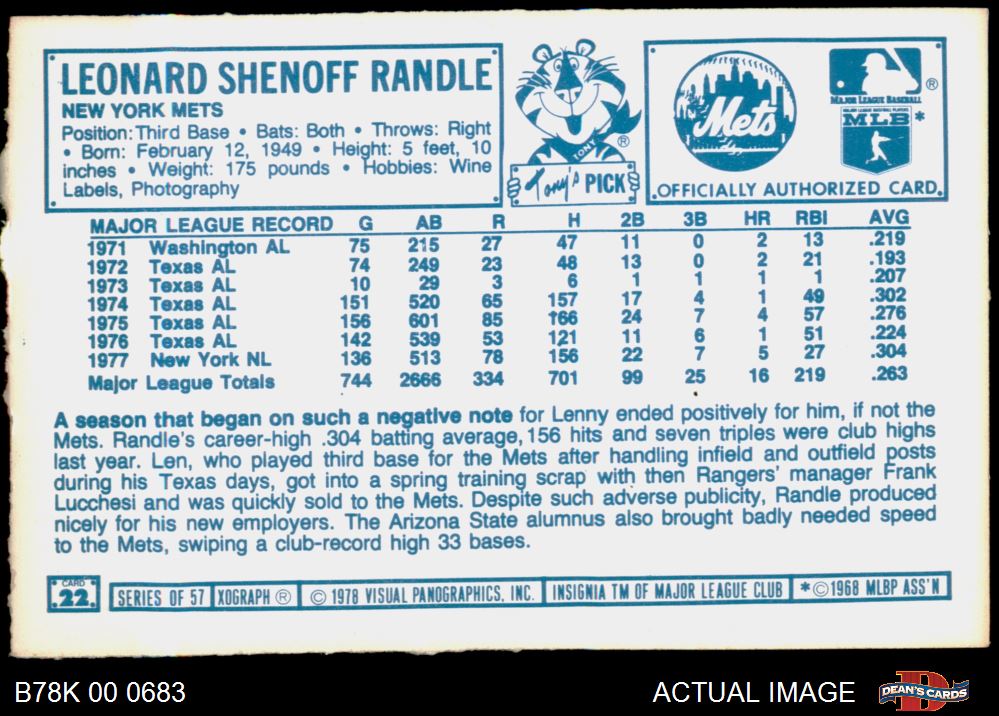 LEONARD SHENOFF RANDLE
NEW YORK METS
Position: Third Base • Bats: Both • Throws: Right
• Born: February 12, 1949 • Height: 5 feet, 10
inches • Weight: 175 pounds • Hobbies: Wine
Labels, Photography
TONY
®
Tony's PICK
Mets
®
MAJOR LEAGUE BASEBALL
MAJOR LEAGUE BASEBALL PLAYERS
MLB *
OFFICIALLY AUTHORIZED CARD.
MAJOR LEAGUE RECORD G AB R H 2B 3B HR RBI AVG
1971 Washington AL 75 215 27 47 11 0 2 13 .219
1972 Texas AL 74 249 23 48 13 0 2 21 .193
1973 Texas AL 10 29 3 6 1 1 1 1 .207
1974 Texas AL 151 520 65 157 17 4 1 49 .302
1975 Texas AL 156 601 85 166 24 7 4 57 .276
1976 Texas AL 142 539 53 121 11 6 1 51 .224
1977 New York NL 136 513 78 156 22 7 5 27 .304
Major League Totals 744 2666 334 701 99 25 16 219 .263
A season that began on such a negative note for Lenny ended positively for him, if not the
Mets. Randle's career-high .304 batting average, 156 hits and seven triples were club highs
last year. Len, who played third base for the Mets after handling infield and outfield posts
during his Texas days, got into a spring training scrap with then Rangers' manager Frank
Lucchesi and was quickly sold to the Mets. Despite such adverse publicity, Randle produced
nicely for his new employers. The Arizona State alumnus also brought badly needed speed
to the Mets, swiping a club-record high 33 bases.
CARD
22
SERIES OF 57 XOGRAPH ® © 1978 VISUAL PANOGRAPHICS, INC. INSIGNIA TM OF MAJOR LEAGUE CLUB * © 1968 MLBP ASS'N
B78K 00 0683
ACTUAL IMAGE
DEAN'S CARDS